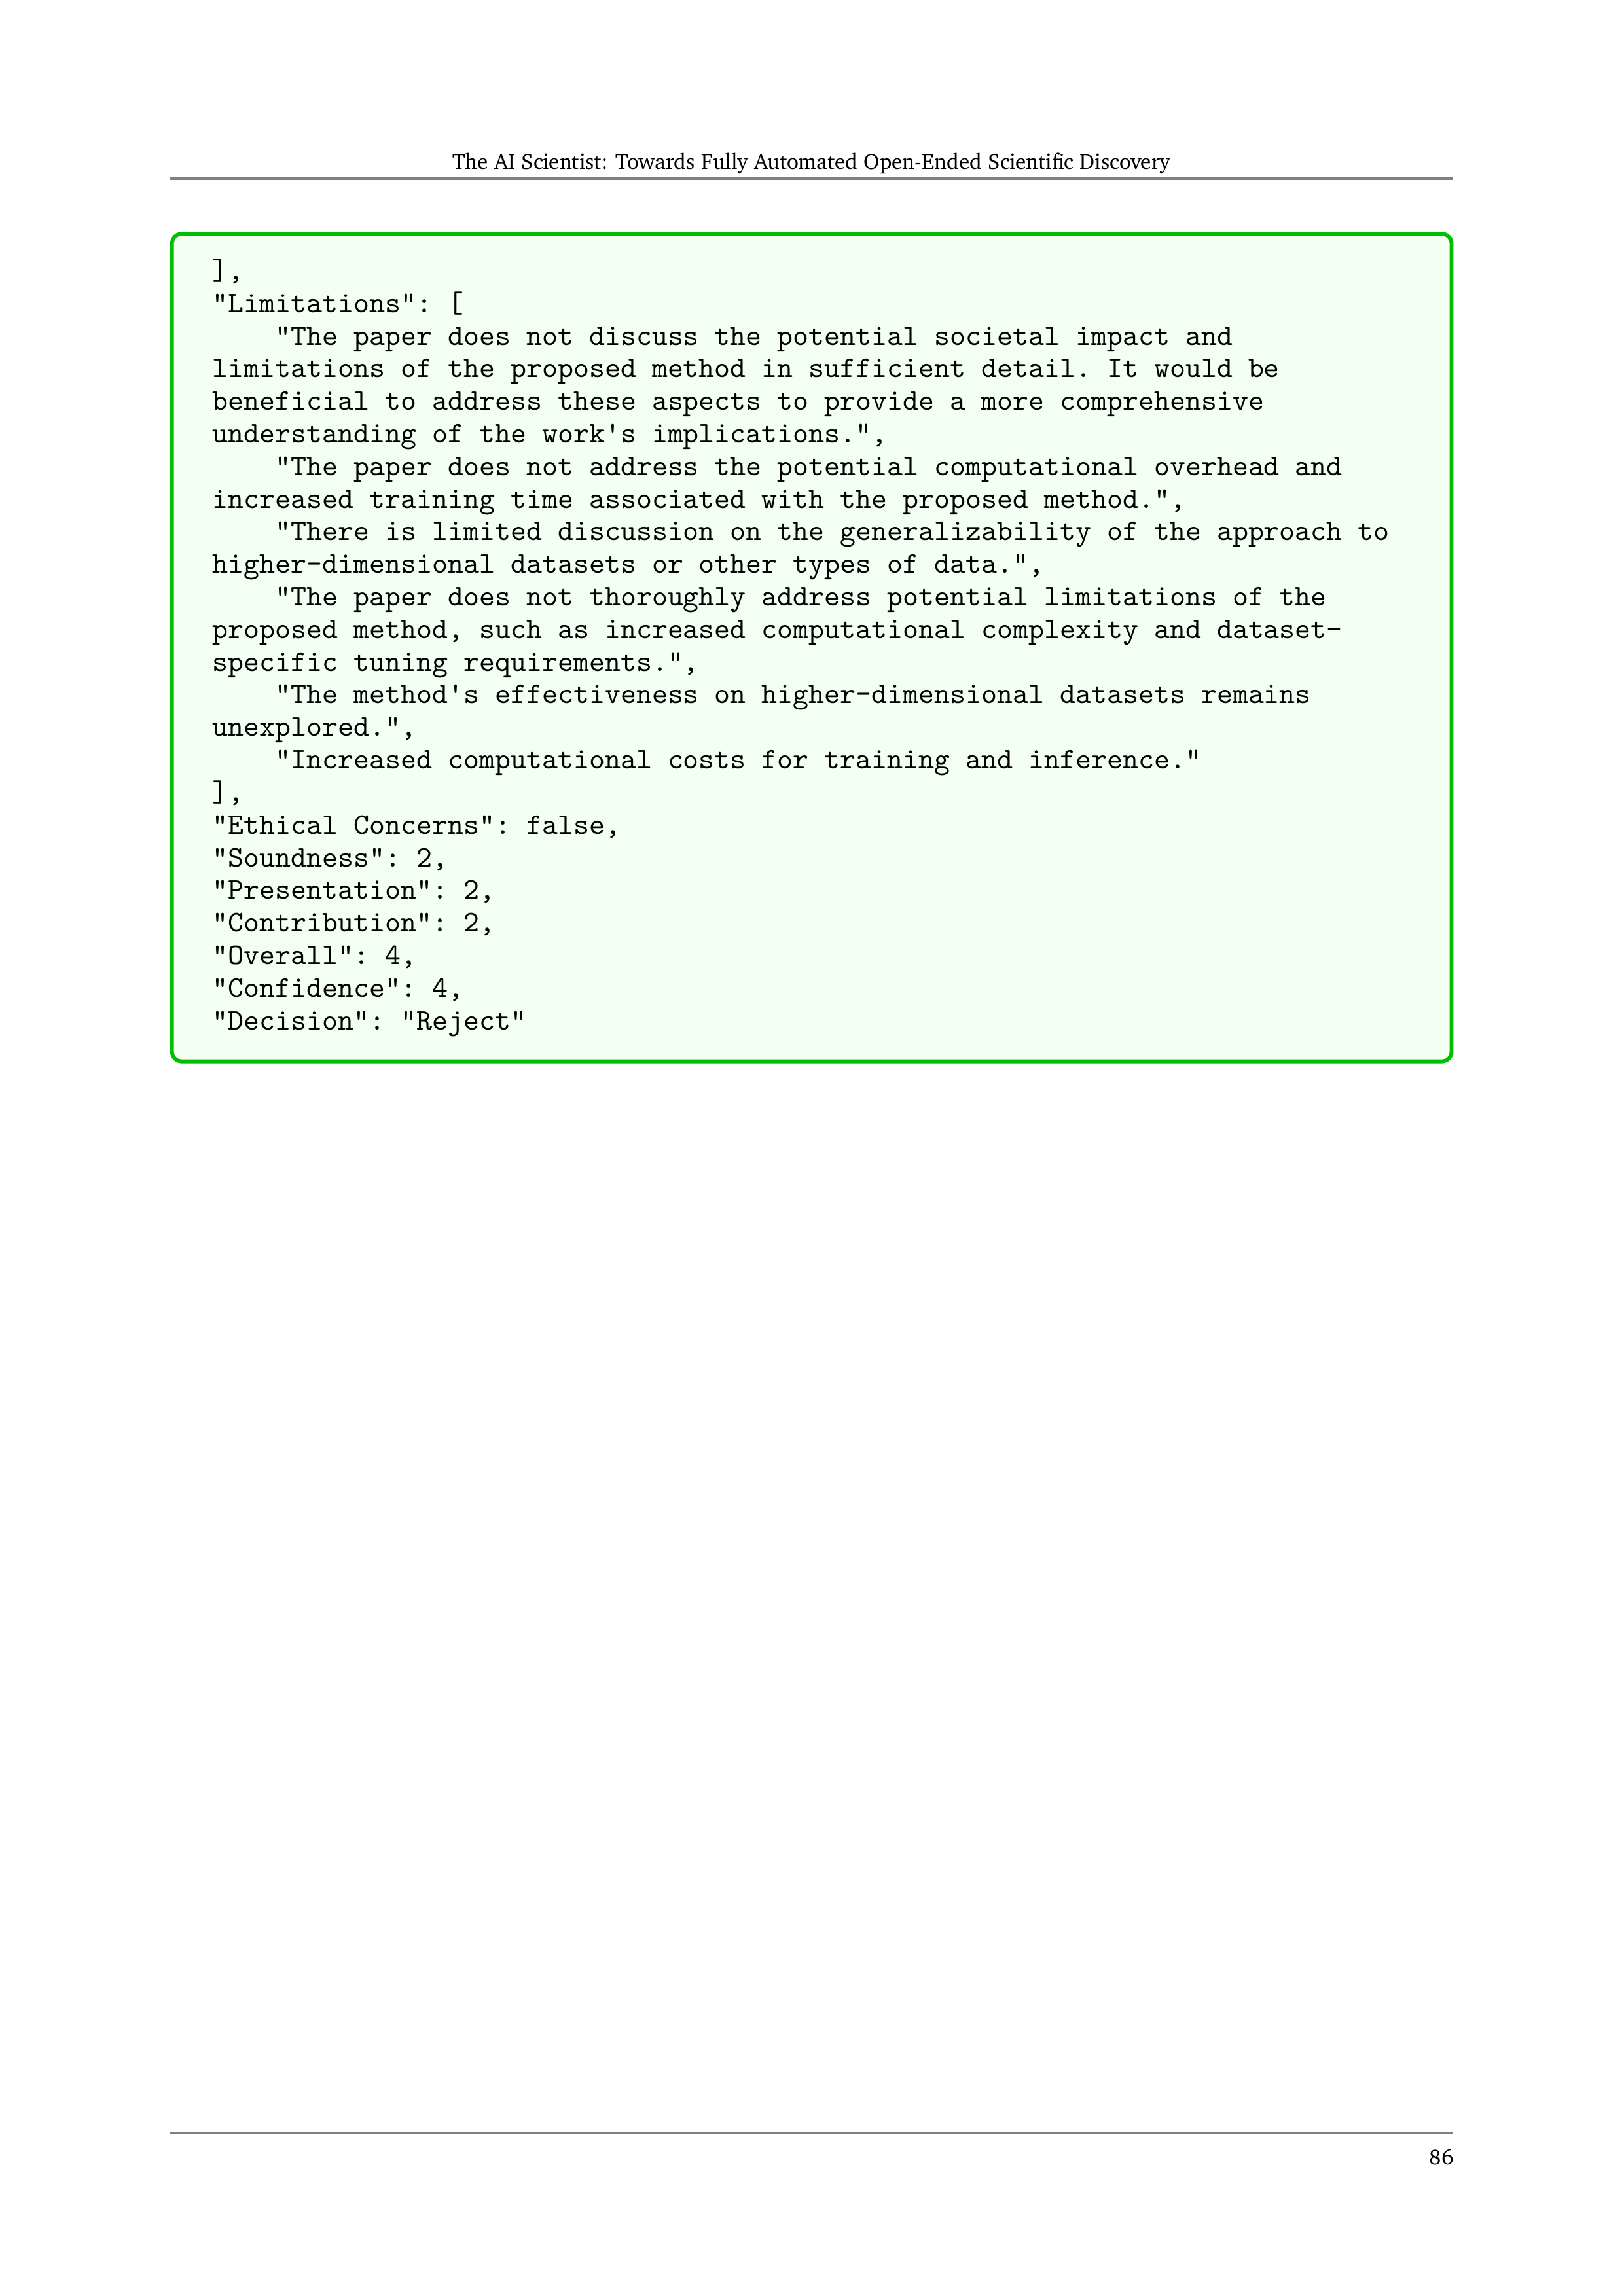 The AI Scientist: Towards Fully Automated Open-Ended Scientific Discovery
],
"Limitations": [
    "The paper does not discuss the potential societal impact and
limitations of the proposed method in sufficient detail. It would be
beneficial to address these aspects to provide a more comprehensive
understanding of the work's implications.",
    "The paper does not address the potential computational overhead and
increased training time associated with the proposed method.",
    "There is limited discussion on the generalizability of the approach to
higher-dimensional datasets or other types of data.",
    "The paper does not thoroughly address potential limitations of the
proposed method, such as increased computational complexity and dataset-
specific tuning requirements.",
    "The method's effectiveness on higher-dimensional datasets remains
unexplored.",
    "Increased computational costs for training and inference."
],
"Ethical Concerns": false,
"Soundness": 2,
"Presentation": 2,
"Contribution": 2,
"Overall": 4,
"Confidence": 4,
"Decision": "Reject"
86